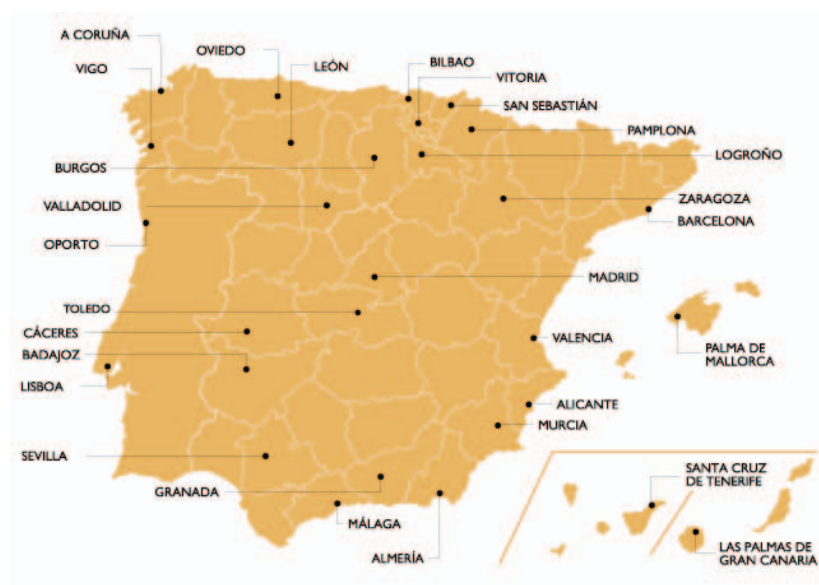 A CORUÑA
OVIEDO
LEÓN
BILBAO
VIGO
VITORIA
SAN SEBASTIÁN
PAMPLONA
LOGROÑO
BURGOS
ZARAGOZA
VALLADOLID
BARCELONA
OPORTO
MADRID
TOLEDO
CÁCERES
VALENCIA
BADAJOZ
PALMA DE
MALLORCA
LISBOA
ALICANTE
MURCIA
SEVILLA
SANTA CRUZ
DE TENERIFE
GRANADA
MÁLAGA
LAS PALMAS DE
GRAN CANARIA
ALMERÍA